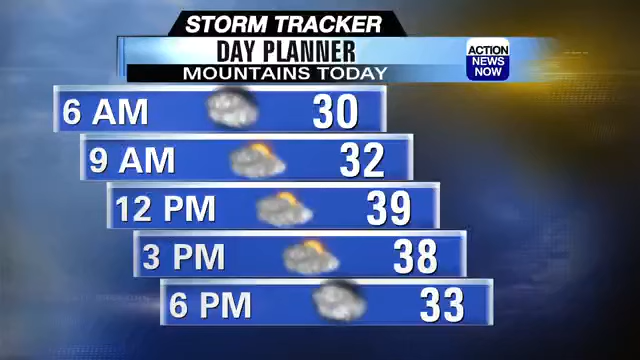 STORM TRACKER
DAY PLANNER
MOUNTAINS TODAY
ACTION
NEWS
NOW
6 AM 30
9 AM 32
12 PM 39
3 PM 38
6 PM 33